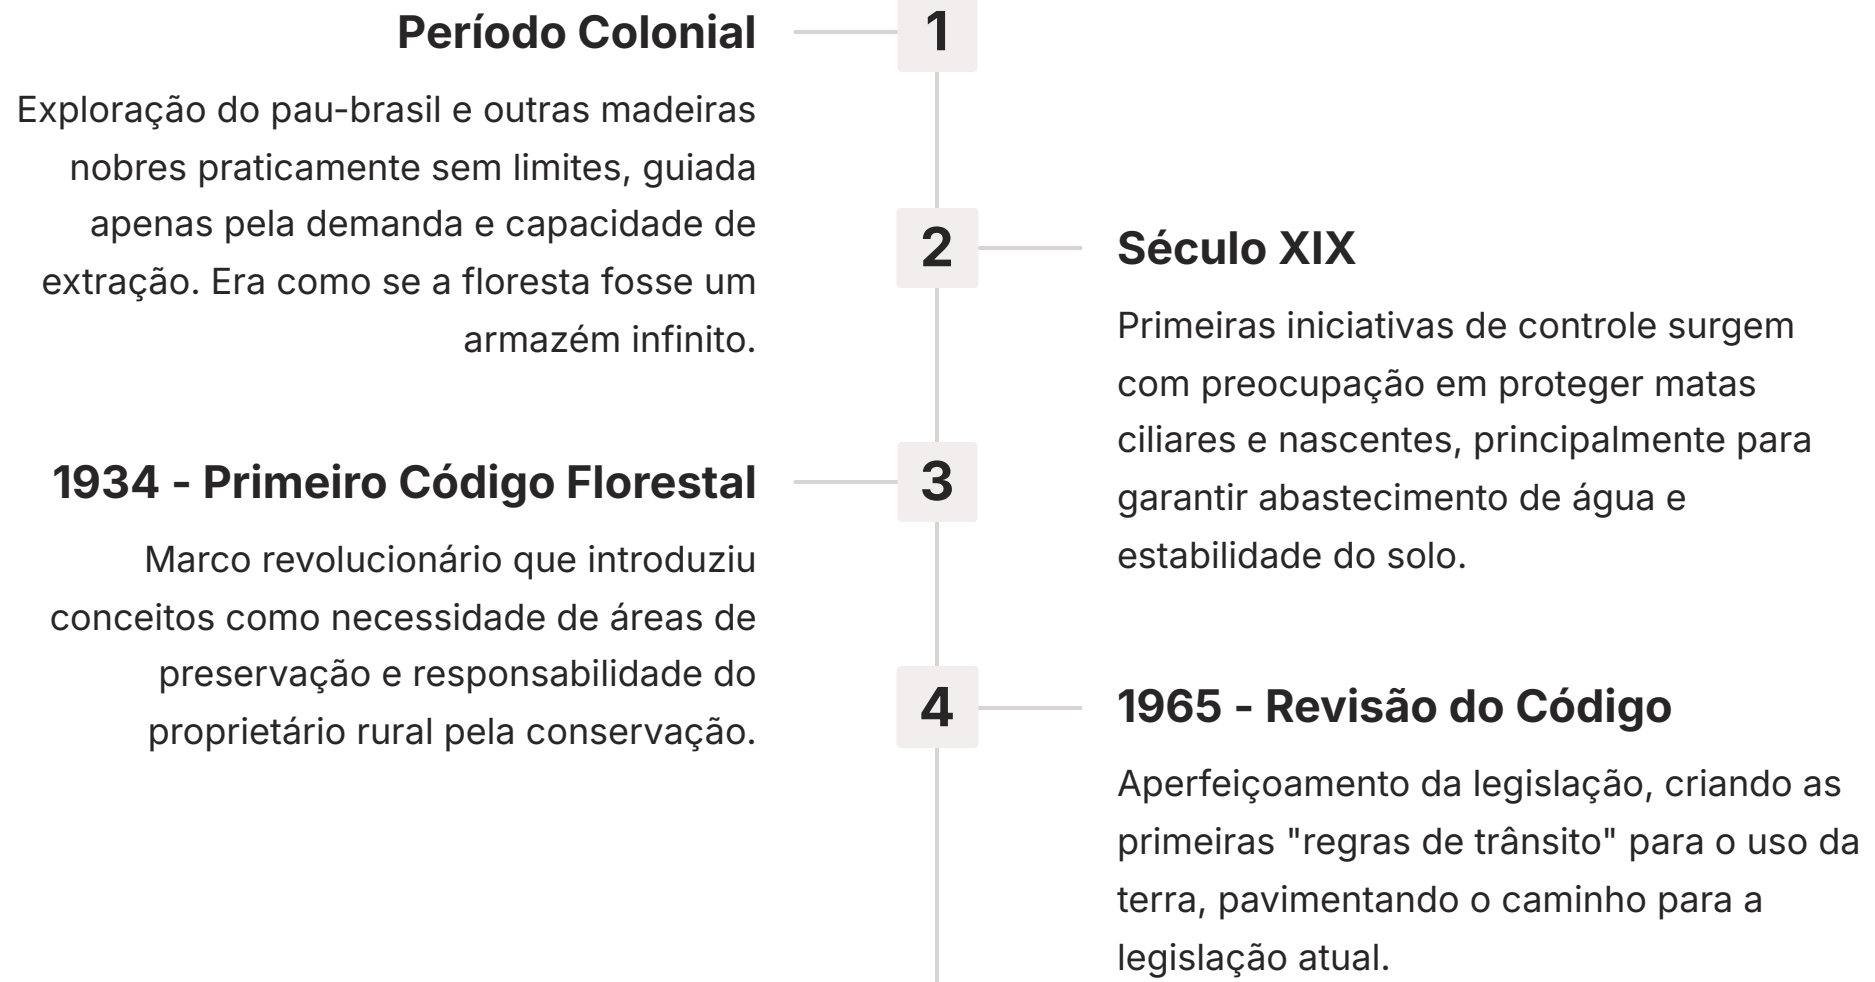 Período Colonial
1
Exploração do pau-brasil e outras madeiras
nobres praticamente sem limites, guiada
apenas pela demanda e capacidade de
extração. Era como se a floresta fosse um
armazém infinito.
2
Século XIX
Primeiras iniciativas de controle surgem
com preocupação em proteger matas
ciliares e nascentes, principalmente para
garantir abastecimento de água e
estabilidade do solo.
1934 - Primeiro Código Florestal
3
Marco revolucionário que introduziu
conceitos como necessidade de áreas de
preservação e responsabilidade do
proprietário rural pela conservação.
4
1965 - Revisão do Código
Aperfeiçoamento da legislação, criando as
primeiras "regras de trânsito" para o uso da
terra, pavimentando o caminho para a
legislação atual.